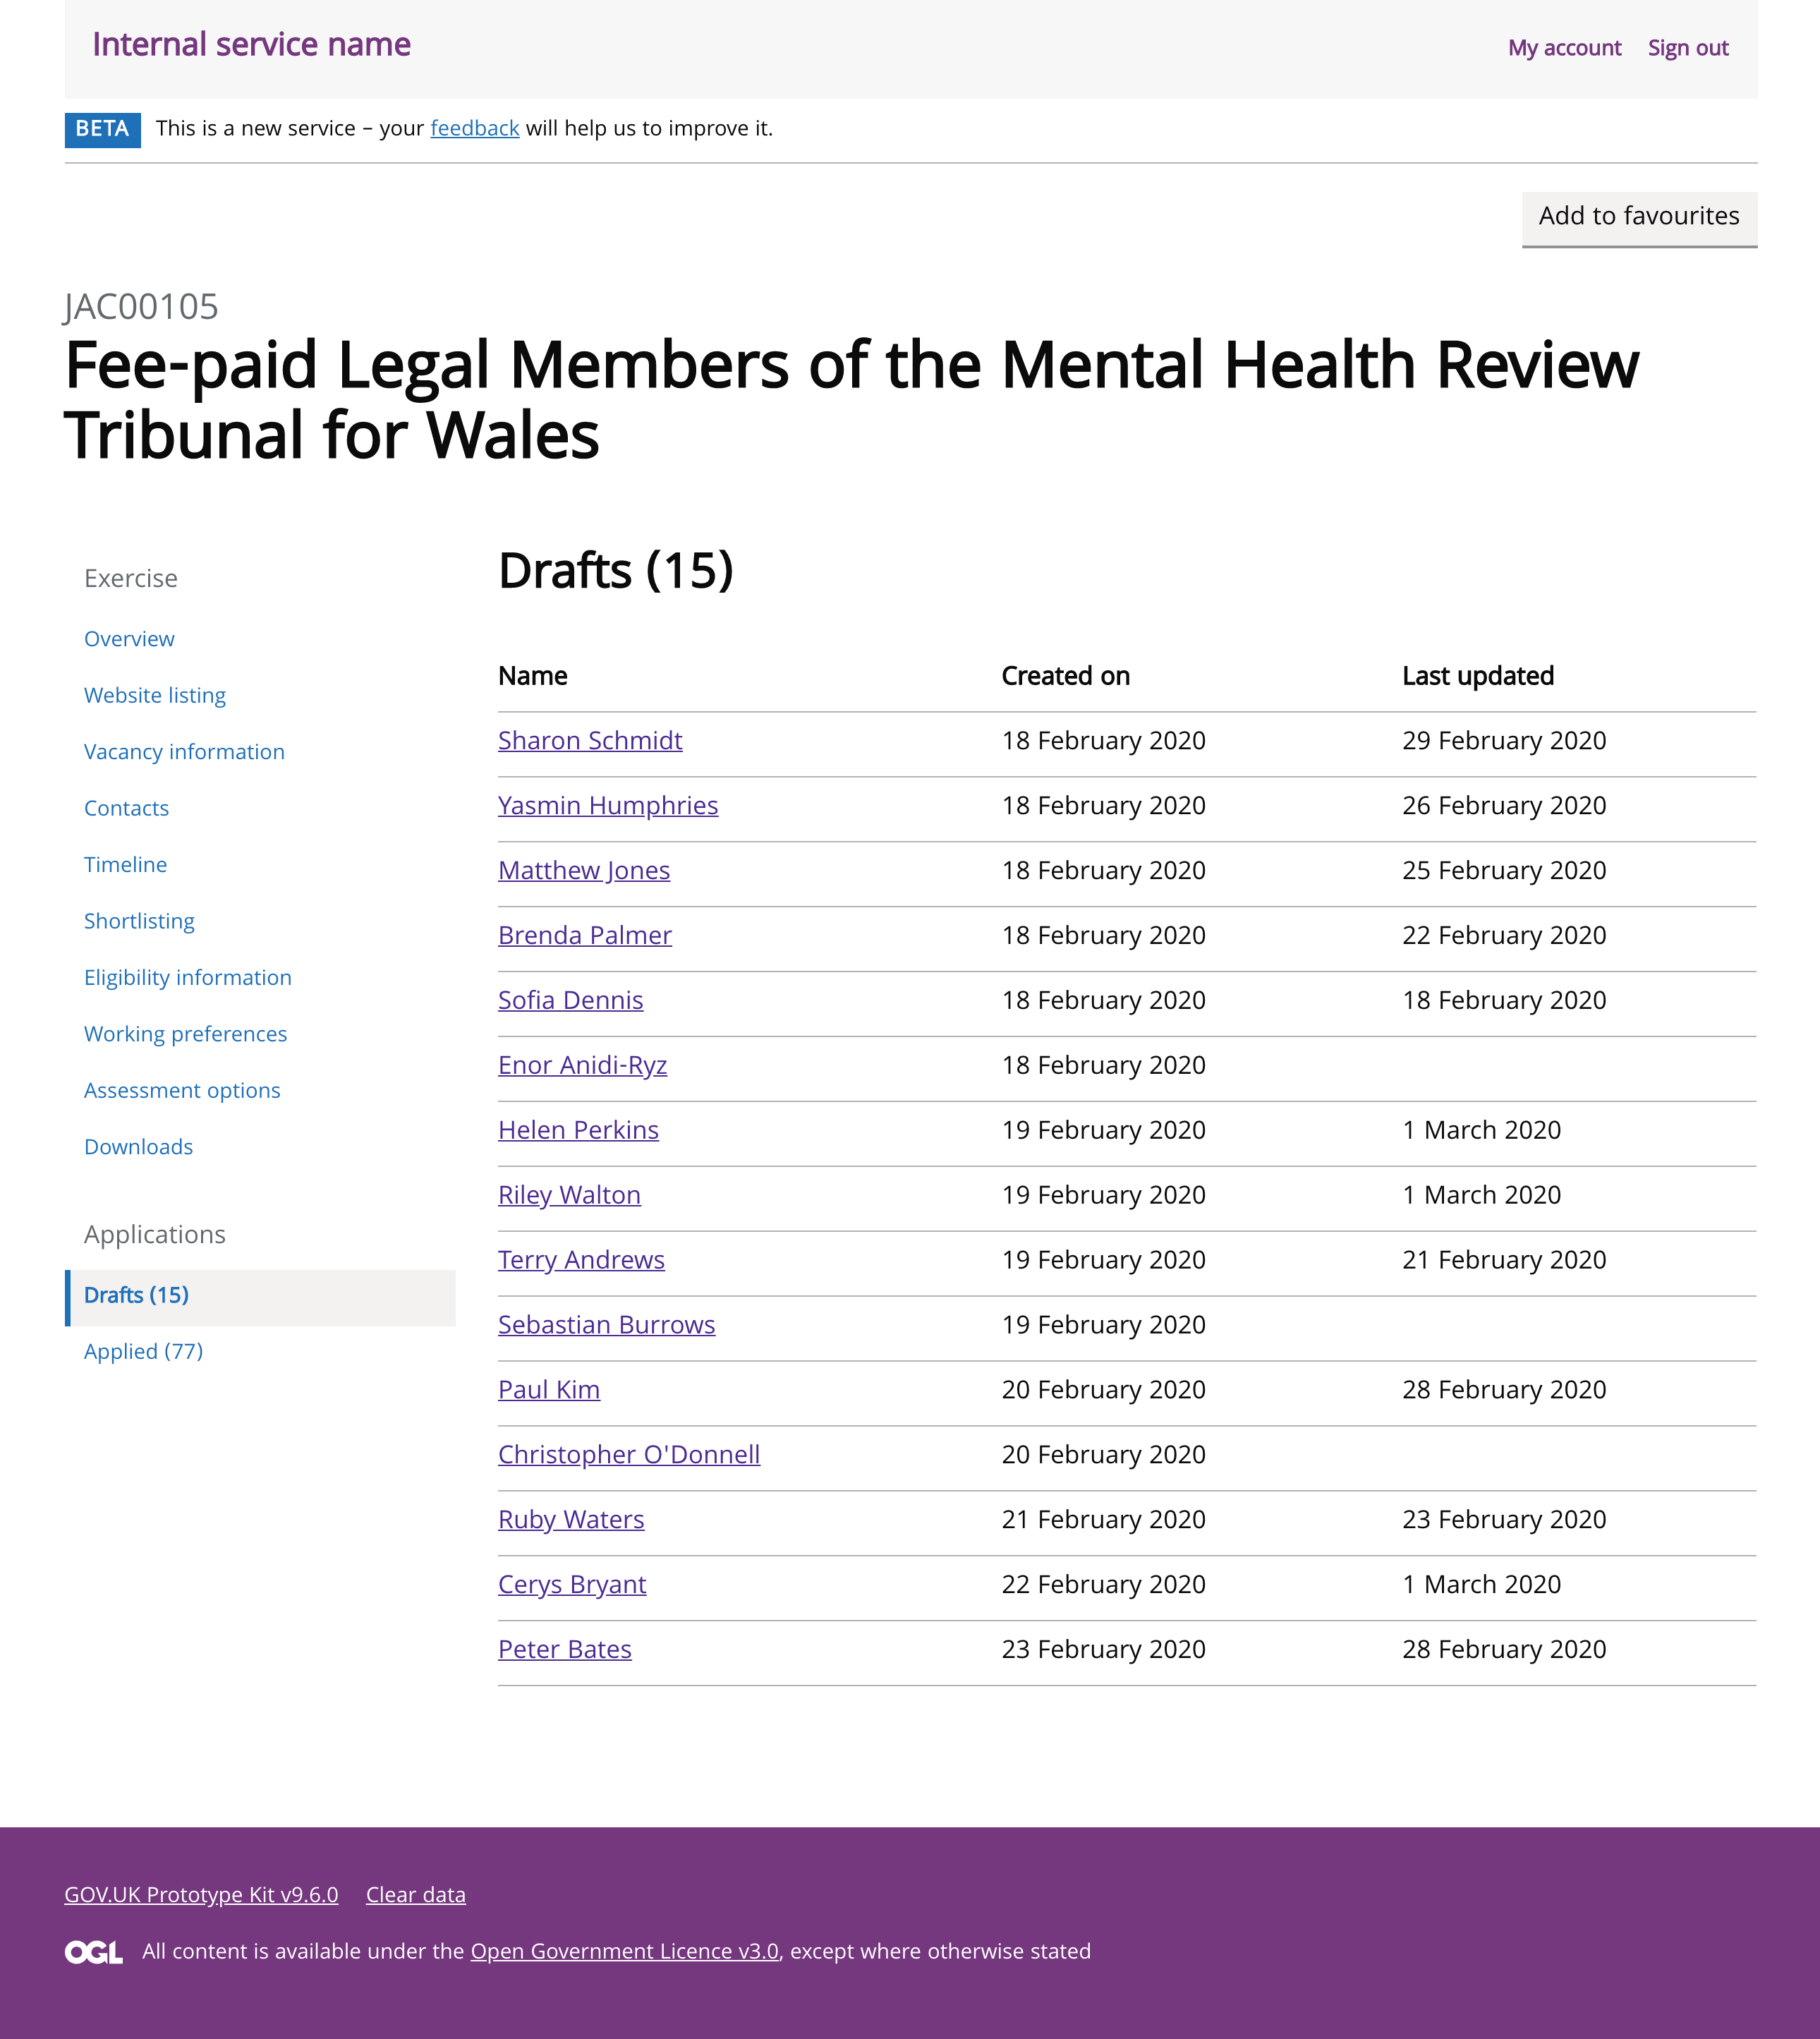 Internal service name
My account Sign out
BETA This is a new service – your feedback will help us to improve it.
Add to favourites
JAC00105
Fee-paid Legal Members of the Mental Health Review
Tribunal for Wales
Exercise
Overview
Website listing
Vacancy information
Contacts
Timeline
Shortlisting
Eligibility information
Working preferences
Assessment options
Downloads
Applications
Drafts (15)
Applied (77)
Drafts (15)
Name Created on Last updated
Sharon Schmidt 18 February 2020 29 February 2020
Yasmin Humphries 18 February 2020 26 February 2020
Matthew Jones 18 February 2020 25 February 2020
Brenda Palmer 18 February 2020 22 February 2020
Sofia Dennis 18 February 2020 18 February 2020
Enor Anidi-Ryz 18 February 2020
Helen Perkins 19 February 2020 1 March 2020
Riley Walton 19 February 2020 1 March 2020
Terry Andrews 19 February 2020 21 February 2020
Sebastian Burrows 19 February 2020
Paul Kim 20 February 2020 28 February 2020
Christopher O'Donnell 20 February 2020
Ruby Waters 21 February 2020 23 February 2020
Cerys Bryant 22 February 2020 1 March 2020
Peter Bates 23 February 2020 28 February 2020
GOV.UK Prototype Kit v9.6.0 Clear data
OGL All content is available under the Open Government Licence v3.0, except where otherwise stated